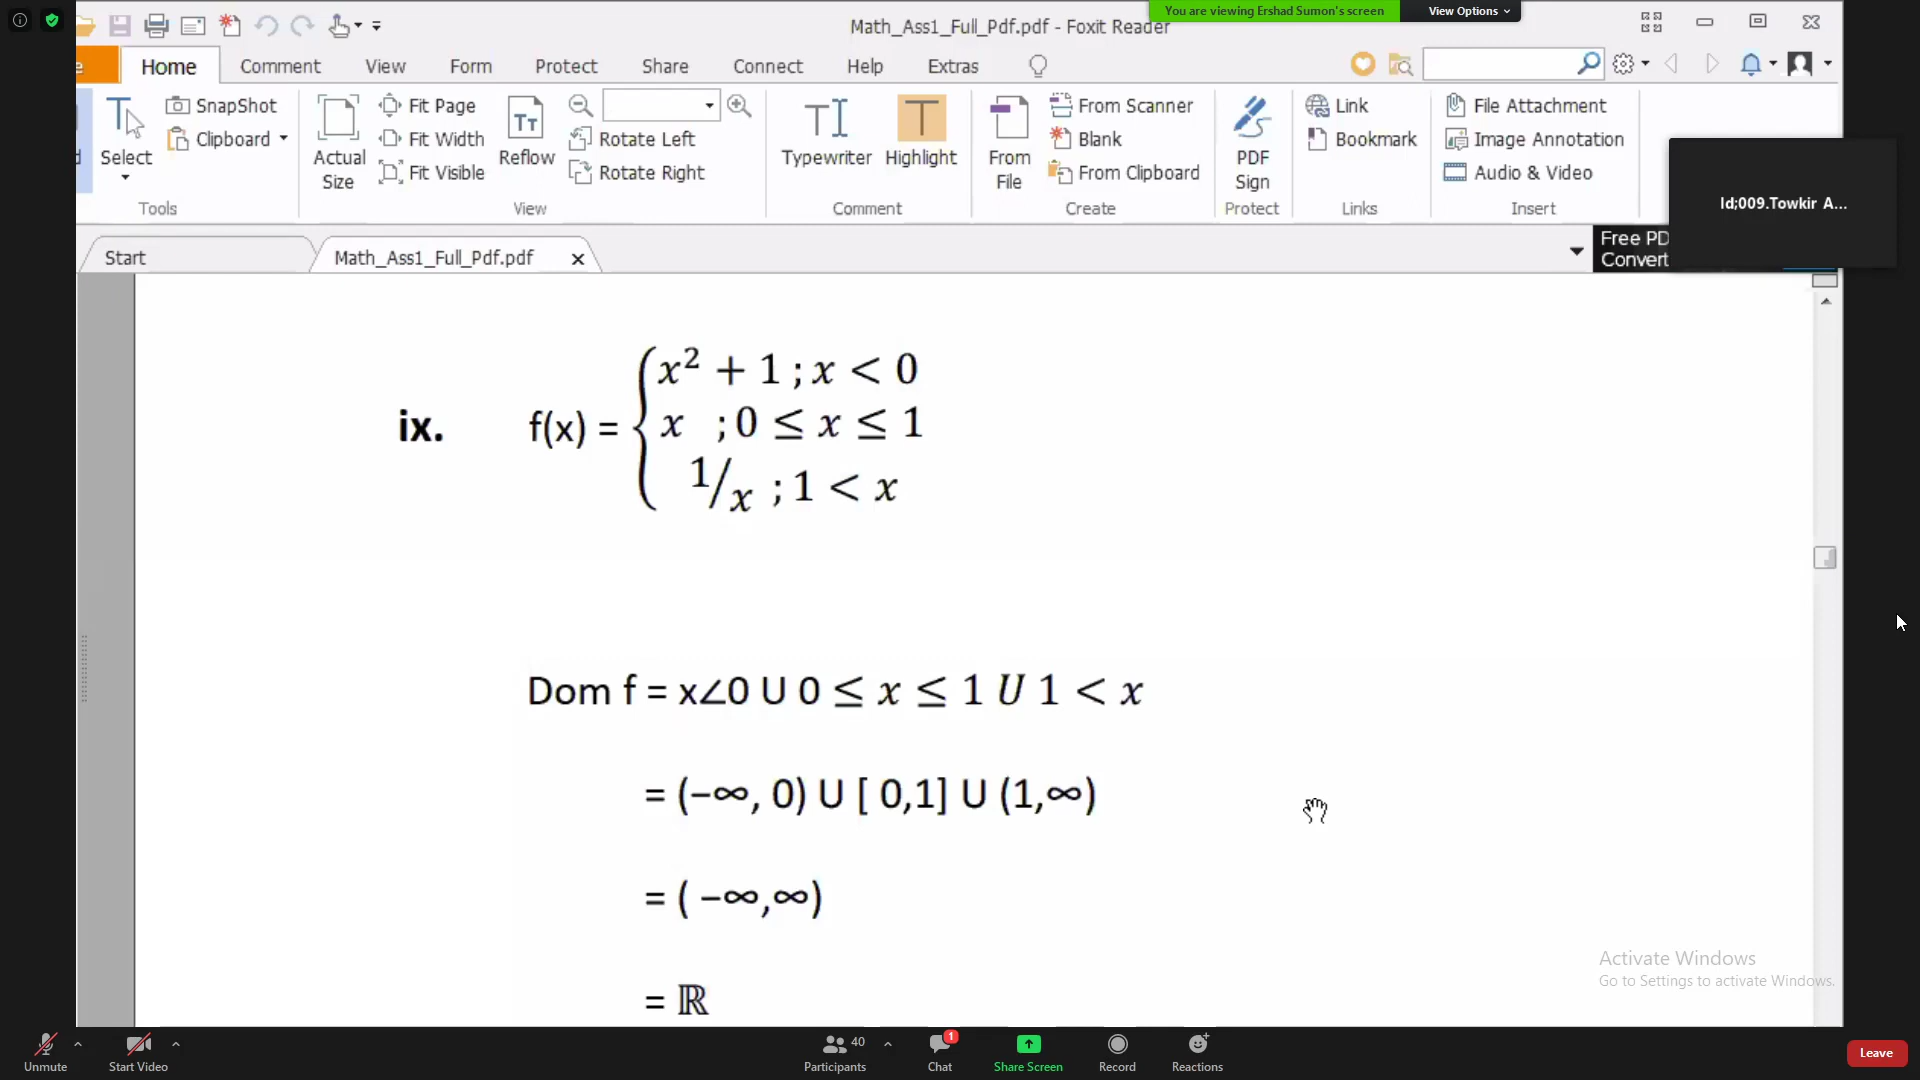 Math_Ass1_Full_Pdf.pdf - Foxit Reader
You are viewing Ershad Sumon's screen
View Options
Home
Comment
View
Form
Protect
Share
Connect
Help
Extras
Select
SnapShot
Clipboard
Tools
Actual
Size
Fit Page
Fit Width
Fit Visible
Reflow
Rotate Left
Rotate Right
View
Typewriter
Highlight
Comment
From
File
From Scanner
Blank
From Clipboard
Create
PDF
Sign
Protect
Link
Bookmark
Links
File Attachment
Image Annotation
Audio & Video
Insert
Id;009.Towkir A...
Start
Math_Ass1_Full_Pdf.pdf
Free PD
Convert
x² + 1 ; x < 0
ix. f(x) = { x ; 0 ≤ x ≤ 1
1/x ; 1 < x
Dom f = x∠0 U 0 ≤ x ≤ 1 U 1 < x
= (−∞, 0) U [ 0,1] U (1,∞)
= ( −∞,∞)
= ℝ
Activate Windows
Go to Settings to activate Windows.
Unmute
Start Video
40
Participants
1
Chat
Share Screen
Record
Reactions
Leave